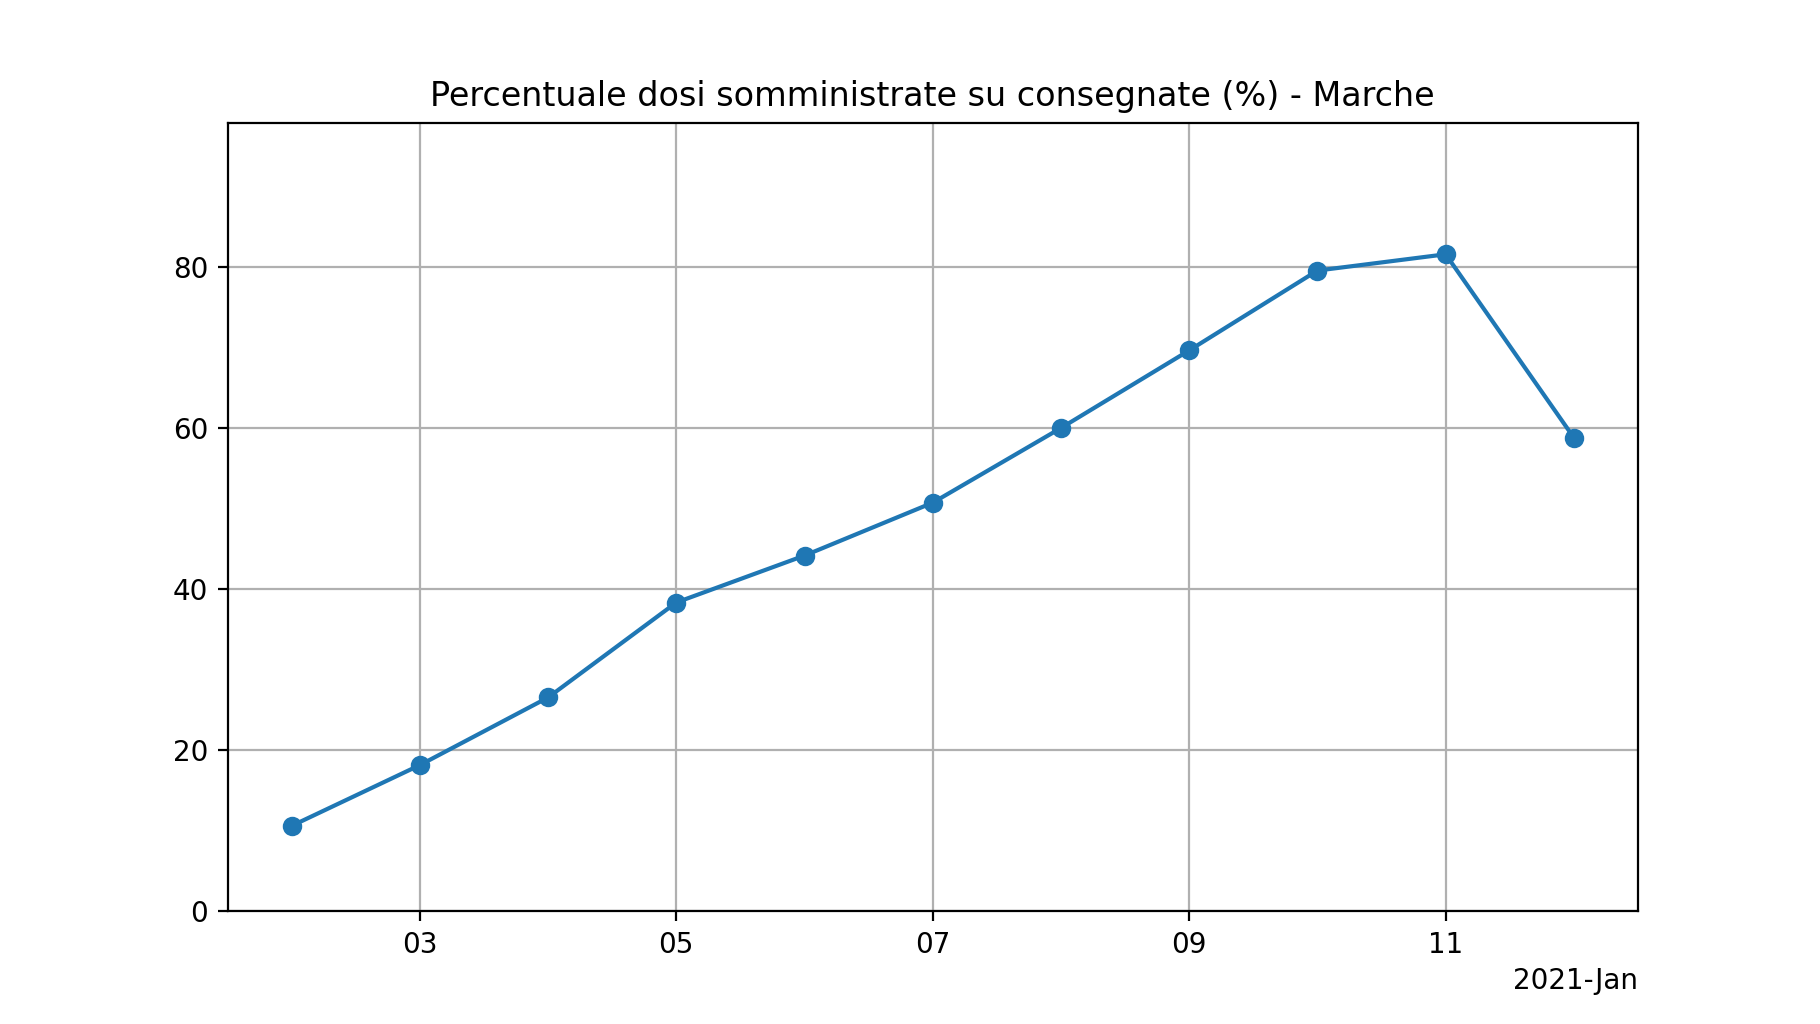 Percentuale dosi somministrate su consegnate (%) - Marche
80
60
40
20
0
03 05 07 09 11
2021-Jan